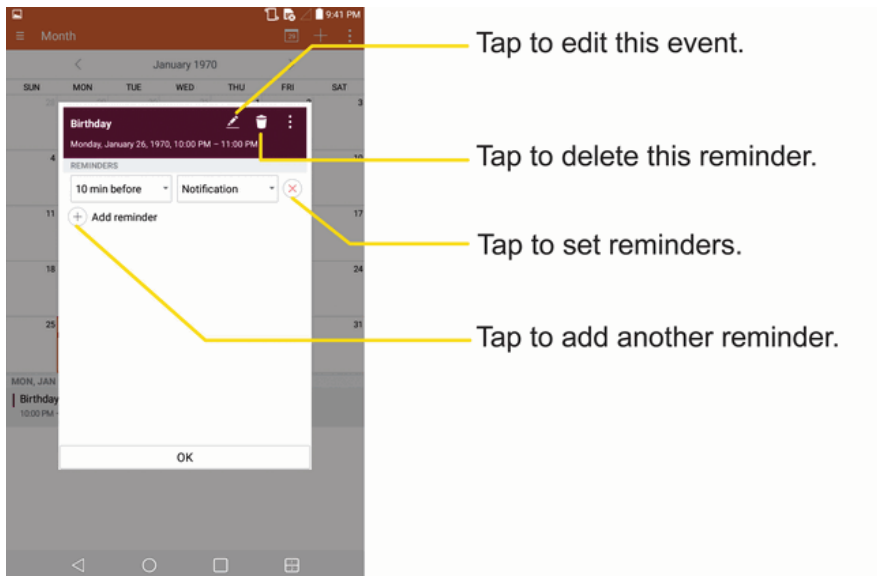 9:41 PM
Month
29
January 1970
SUN MON TUE WED THU FRI SAT
3
Birthday
Monday, January 26, 1970, 10:00 PM – 11:00 PM
4
10
REMINDERS
10 min before Notification
11
Add reminder
17
18
24
25
31
MON, JAN
Birthday
10:00 PM -
OK
Tap to edit this event.
Tap to delete this reminder.
Tap to set reminders.
Tap to add another reminder.